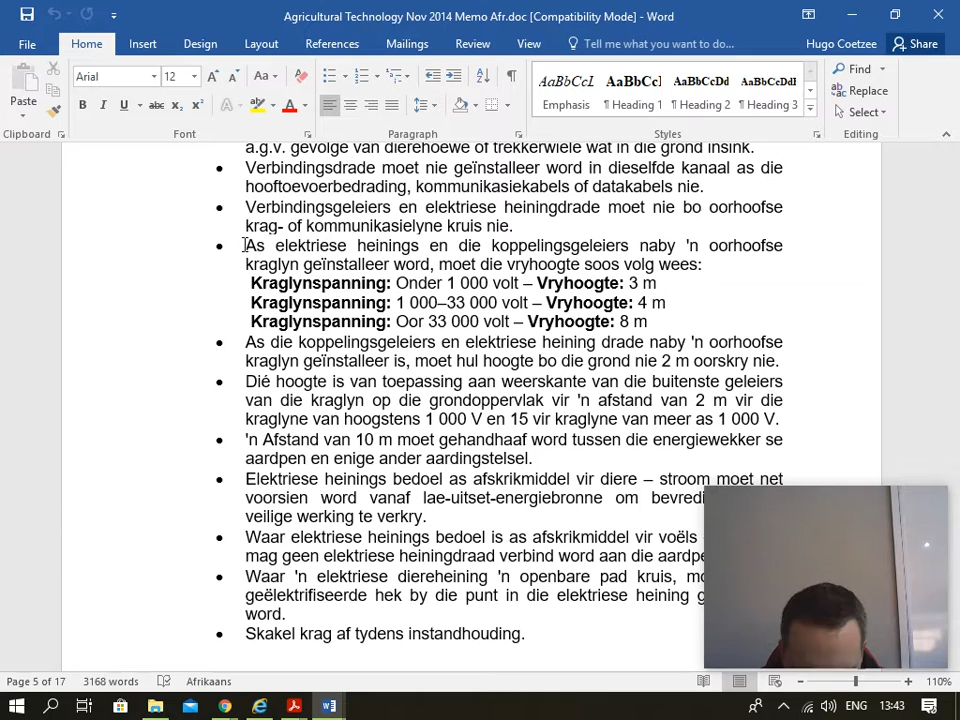 Agricultural Technology Nov 2014 Memo Afr.doc [Compatibility Mode] - Word
File Home Insert Design Layout References Mailings Review View Tell me what you want to do... Hugo Coetzee Share
Paste
Arial 12
Aa
B I U abc x₂ x²
A
AaBbCcI AaBbCcI AaBbCcDd AaBbCcDdI
Emphasis ¶ Heading 1 ¶ Heading 2 ¶ Heading 3
Find
Replace
Select
Clipboard Font Paragraph Styles Editing
a.g.v. gevolge van dierehoewe of trekkerwiele wat in die grond insink.
• Verbindingsdrade moet nie geïnstalleer word in dieselfde kanaal as die
hooftoevoerbedrading, kommunikasiekabels of datakabels nie.
• Verbindingsgeleiers en elektriese heiningdrade moet nie bo oorhoofse
krag- of kommunikasielyne kruis nie.
• As elektriese heinings en die koppelingsgeleiers naby 'n oorhoofse
kraglyn geïnstalleer word, moet die vryhoogte soos volg wees:
Kraglynspanning: Onder 1 000 volt – Vryhoogte: 3 m
Kraglynspanning: 1 000–33 000 volt – Vryhoogte: 4 m
Kraglynspanning: Oor 33 000 volt – Vryhoogte: 8 m
• As die koppelingsgeleiers en elektriese heining drade naby 'n oorhoofse
kraglyn geïnstalleer is, moet hul hoogte bo die grond nie 2 m oorskry nie.
• Dié hoogte is van toepassing aan weerskante van die buitenste geleiers
van die kraglyn op die grondoppervlak vir 'n afstand van 2 m vir die
kraglyne van hoogstens 1 000 V en 15 vir kraglyne van meer as 1 000 V.
• 'n Afstand van 10 m moet gehandhaaf word tussen die energiewekker se
aardpen en enige ander aardingstelsel.
• Elektriese heinings bedoel as afskrikmiddel vir diere – stroom moet net
voorsien word vanaf lae-uitset-energiebronne om
veilige werking te verkry.
• Waar elektriese heinings bedoel is as afskrikmiddel vir voëls
mag geen elektriese heiningdraad verbind word aan die
• Waar 'n elektriese diereheining 'n openbare pad kruis,
geëlektrifiseerde hek by die punt in die elektriese heining
word.
• Skakel krag af tydens instandhouding.
Page 5 of 17 3168 words Afrikaans 110%
ENG 13:43